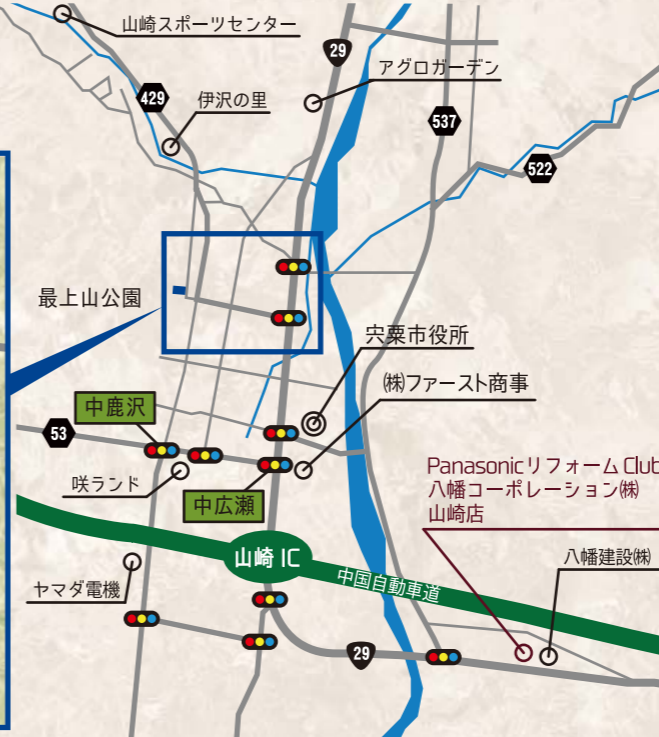 山崎スポーツセンター
29
アグロガーデン
429
伊沢の里
537
522
最上山公園
宍粟市役所
㈱ファースト商事
中鹿沢
53
咲ランド
中広瀬
Panasonicリフォーム Club
八幡コーポレーション㈱
山崎店
山崎 IC
八幡建設㈱
中国自動車道
ヤマダ電機
29